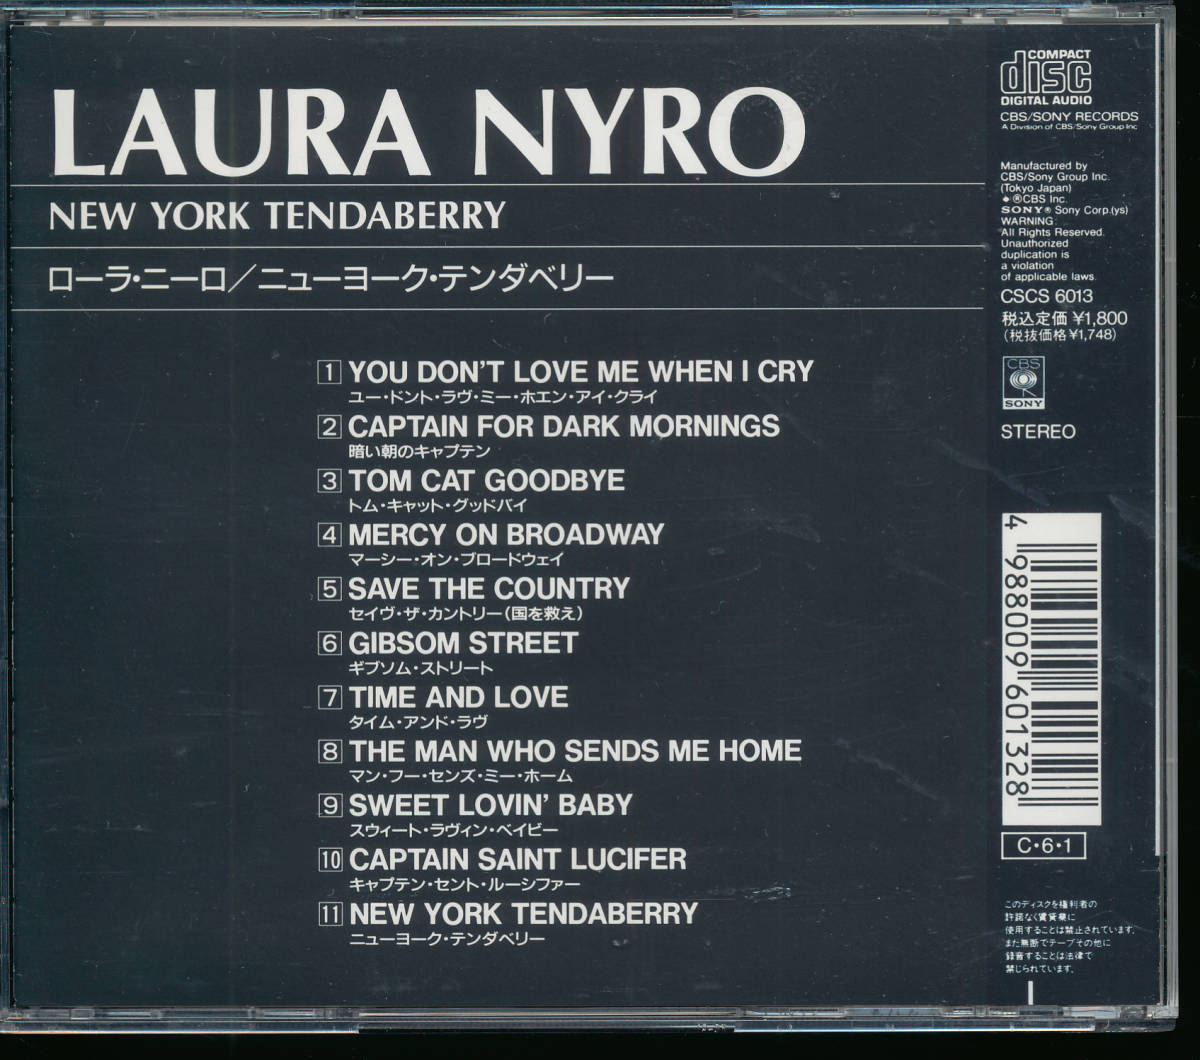 LAURA NYRO
NEW YORK TENDABERRY
ローラ・ニーロ/ニューヨーク・テンダベリー
1 YOU DON'T LOVE ME WHEN I CRY
ユー・ドント・ラヴ・ミー・ホエン・アイ・クライ
2 CAPTAIN FOR DARK MORNINGS
暗い朝のキャプテン
3 TOM CAT GOODBYE
トム・キャット・グッドバイ
4 MERCY ON BROADWAY
マーシー・オン・ブロードウェイ
5 SAVE THE COUNTRY
セイヴ・ザ・カントリー(国を救え)
6 GIBSOM STREET
ギブソム・ストリート
7 TIME AND LOVE
タイム・アンド・ラヴ
8 THE MAN WHO SENDS ME HOME
マン・フー・センズ・ミー・ホーム
9 SWEET LOVIN' BABY
スウィート・ラヴィン・ベイビー
10 CAPTAIN SAINT LUCIFER
キャプテン・セント・ルーシファー
11 NEW YORK TENDABERRY
ニューヨーク・テンダベリー
COMPACT
disc
DIGITAL AUDIO
CBS/SONY RECORDS
A Division of CBS/Sony Group Inc
Manufactured by
CBS/Sony Group Inc.
(Tokyo Japan)
◆ ®CBS Inc.
SONY® Sony Corp.(ys)
WARNING:
All Rights Reserved.
Unauthorized
duplication is
a violation
of applicable laws.
CSCS 6013
税込定価 ¥1,800
(税抜価格¥1,748)
CBS
SONY
STEREO
4 988009 601328
C・6・1
このディスクを権利者の
許諾なく賃貸業に
使用することは禁止されています。
また無断でテープその他に
録音することは法律で
禁じられています。